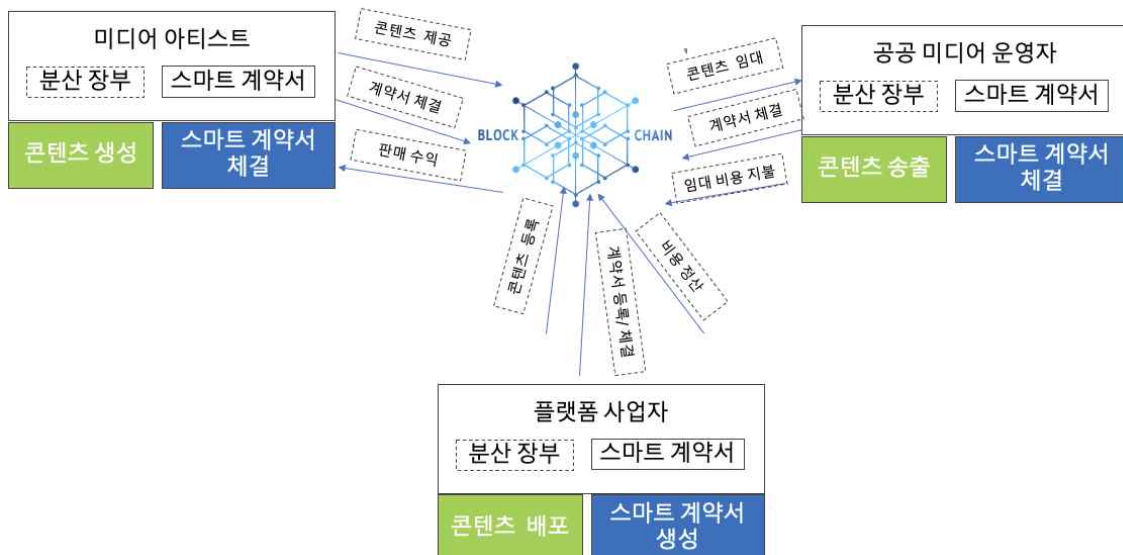 미디어 아티스트
분산 장부
스마트 계약서
콘텐츠 생성
스마트 계약서
체결
콘텐츠 제공
계약서 체결
판매 수익
BLOCK
CHAIN
콘텐츠 임대
계약서 체결
임대 비용 지불
공공 미디어 운영자
분산 장부
스마트 계약서
콘텐츠 송출
스마트 계약서
체결
콘텐츠 등록
계약서 등록/ 체결
비용 정산
플랫폼 사업자
분산 장부
스마트 계약서
콘텐츠 배포
스마트 계약서
생성